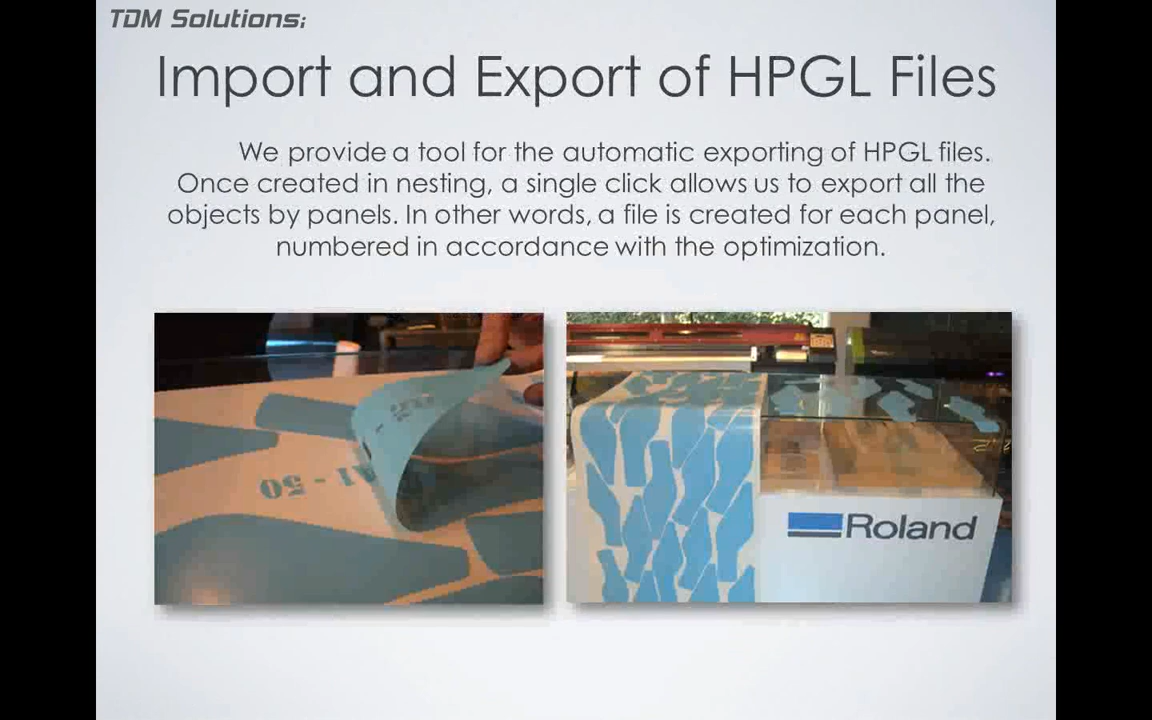 TDM Solutions;
Import and Export of HPGL Files
We provide a tool for the automatic exporting of HPGL files.
Once created in nesting, a single click allows us to export all the
objects by panels. In other words, a file is created for each panel,
numbered in accordance with the optimization.
A1 - 50
Roland